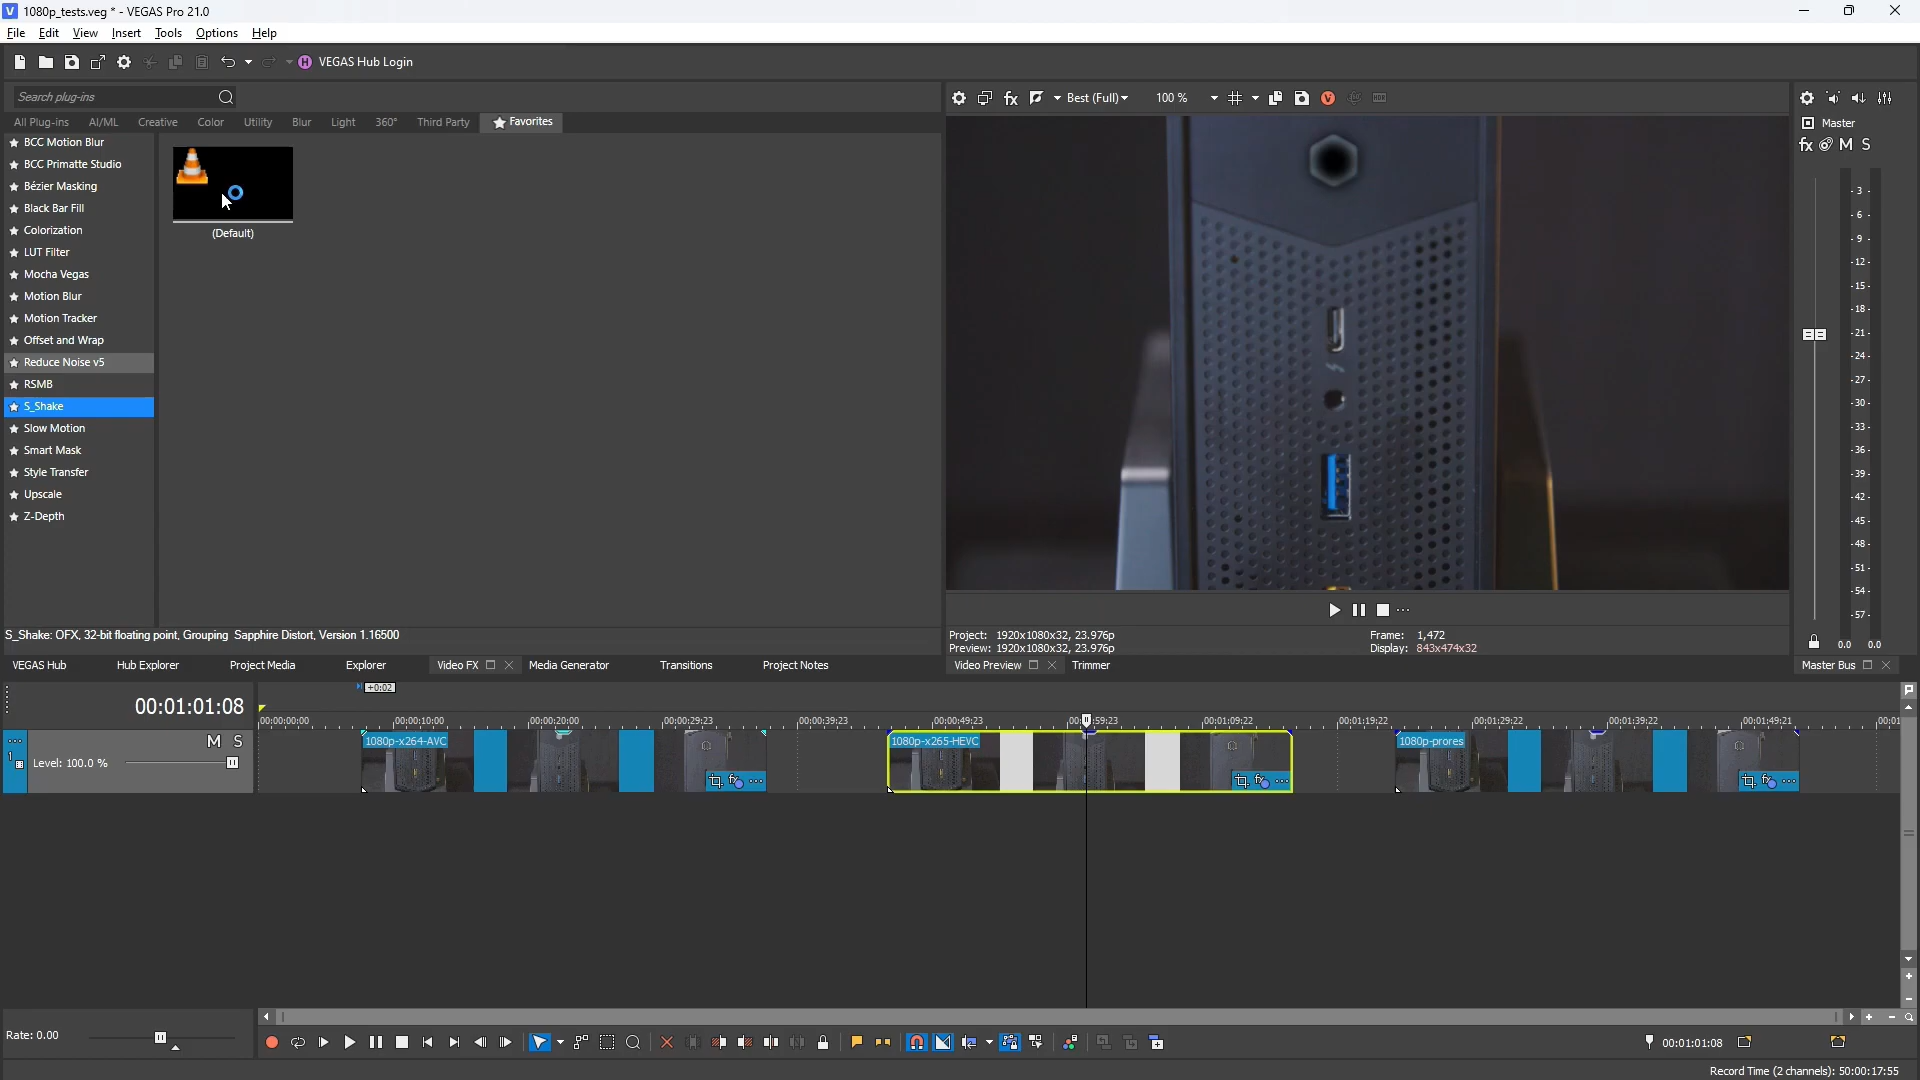 1080p_tests.veg * - VEGAS Pro 21.0
File Edit View Insert Tools Options Help
VEGAS Hub Login
Search plug-ins
All Plug-ins AI/ML Creative Color Utility Blur Light 360° Third Party Favorites
BCC Motion Blur
BCC Primatte Studio
Bézier Masking
Black Bar Fill
Colorization
LUT Filter
Mocha Vegas
Motion Blur
Motion Tracker
Offset and Wrap
Reduce Noise v5
RSMB
S_Shake
Slow Motion
Smart Mask
Style Transfer
Upscale
Z-Depth
(Default)
S_Shake: OFX, 32-bit floating point, Grouping Sapphire Distort, Version 1.16500
VEGAS Hub Hub Explorer Project Media Explorer Video FX Media Generator Transitions Project Notes
fx Best (Full) 100 %
Project: 1920x1080x32, 23.976p
Preview: 1920x1080x32, 23.976p
Frame: 1,472
Display: 843x474x32
Video Preview Trimmer
Master
fx M S
-3-
-6-
-9-
-12-
-15-
-18-
-21-
-24-
-27-
-30-
-33-
-36-
-39-
-42-
-45-
-48-
-51-
-54-
-57-
0.0 0.0
Master Bus
00:01:01:08
+0:02
00:00:00:00 00:00:10:00 00:00:20:00 00:00:29:23 00:00:39:23 00:00:49:23 00:00:59:23 00:01:09:22 00:01:19:22 00:01:29:22 00:01:39:22 00:01:49:21 00:01
1
M S
Level: 100.0 %
1080p-x264-AVC
1080p-x265-HEVC
1080p-prores
Rate: 0.00
00:01:01:08
Record Time (2 channels): 50:00:17:55